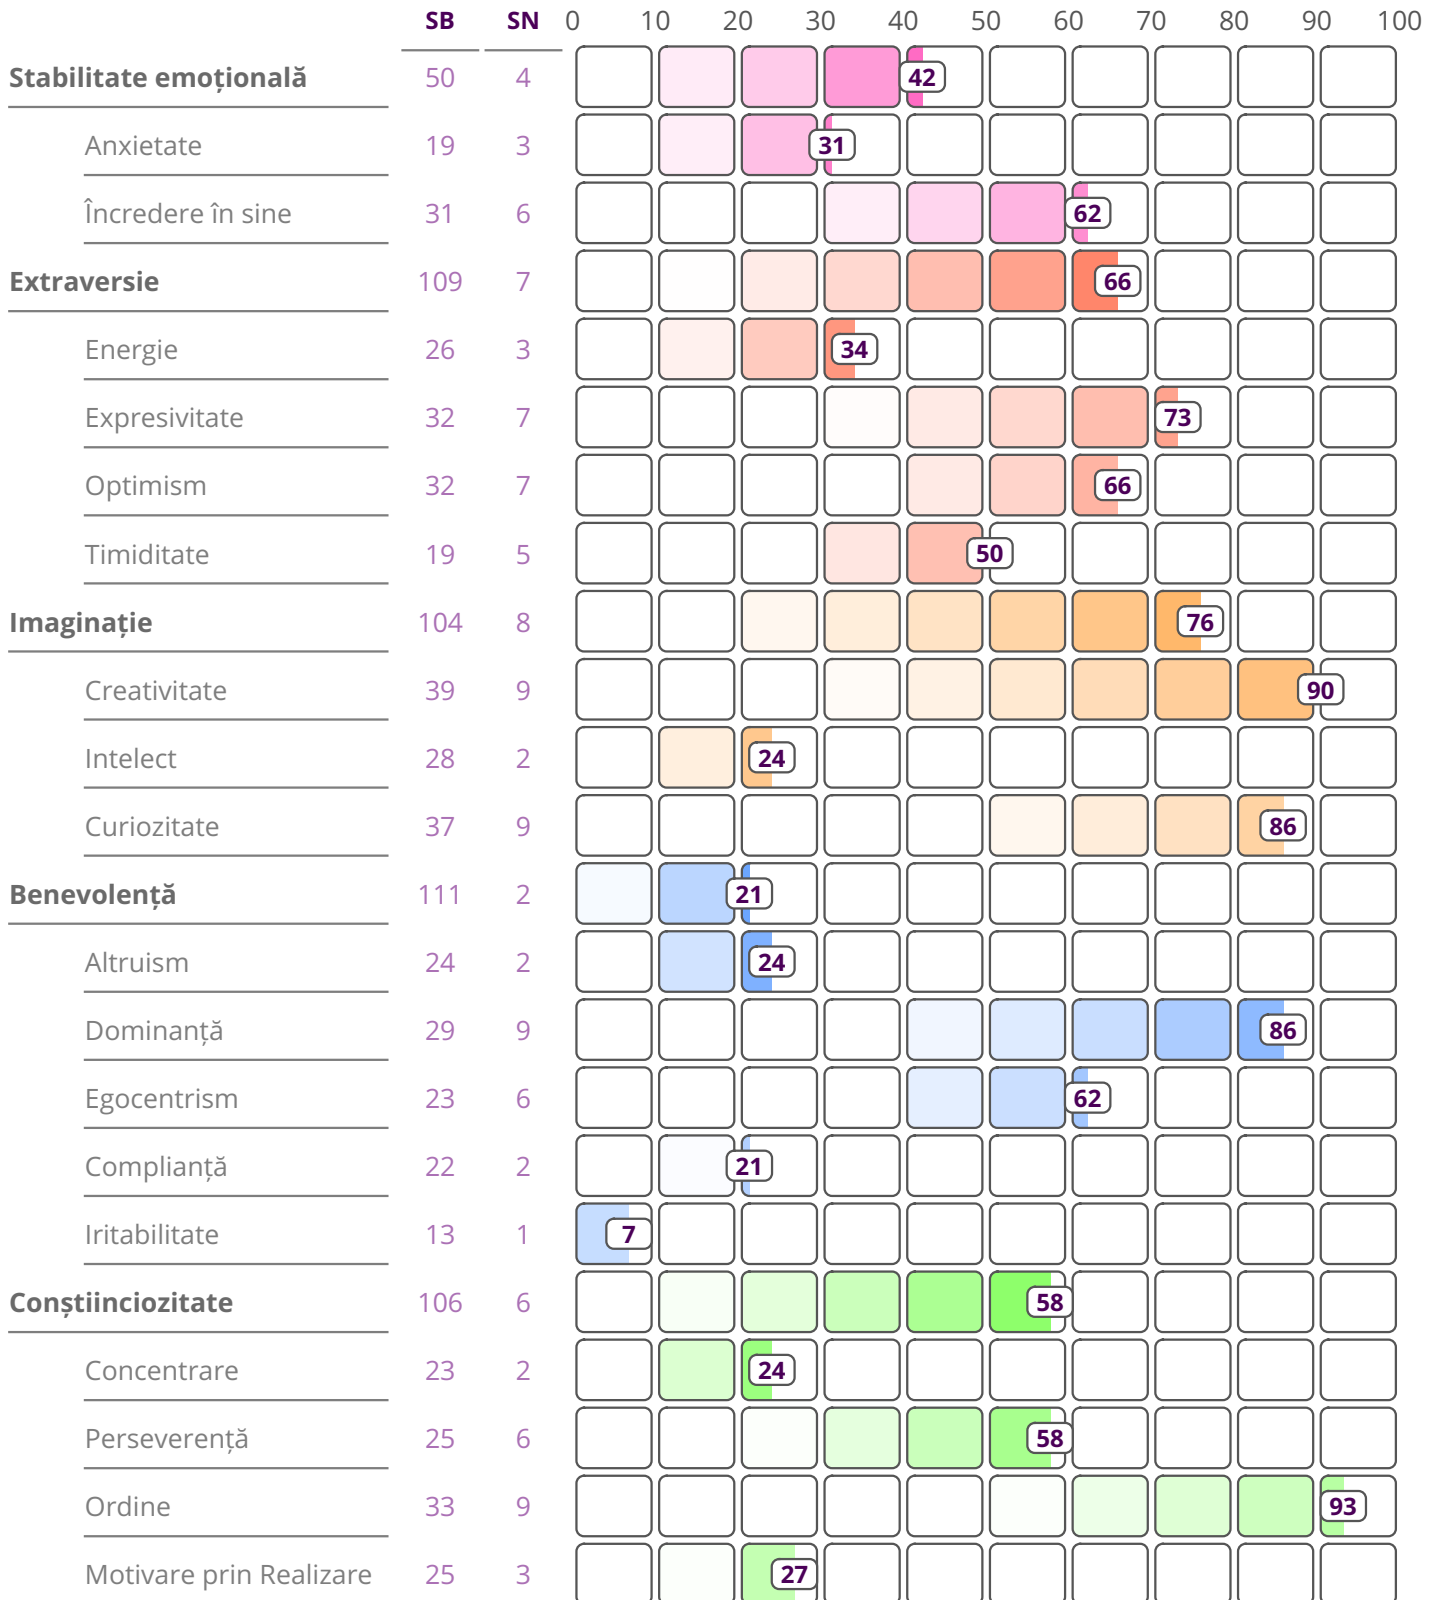 SB SN 0 10 20 30 40 50 60 70 80 90 100
Stabilitate emoțională 50 4 42
Anxietate 19 3 31
Încredere în sine 31 6 62
Extraversie 109 7 66
Energie 26 3 34
Expresivitate 32 7 73
Optimism 32 7 66
Timiditate 19 5 50
Imaginație 104 8 76
Creativitate 39 9 90
Intelect 28 2 24
Curiozitate 37 9 86
Benevolență 111 2 21
Altruism 24 2 24
Dominanță 29 9 86
Egocentrism 23 6 62
Complianță 22 2 21
Iritabilitate 13 1 7
Conștiinciozitate 106 6 58
Concentrare 23 2 24
Perseverență 25 6 58
Ordine 33 9 93
Motivare prin Realizare 25 3 27